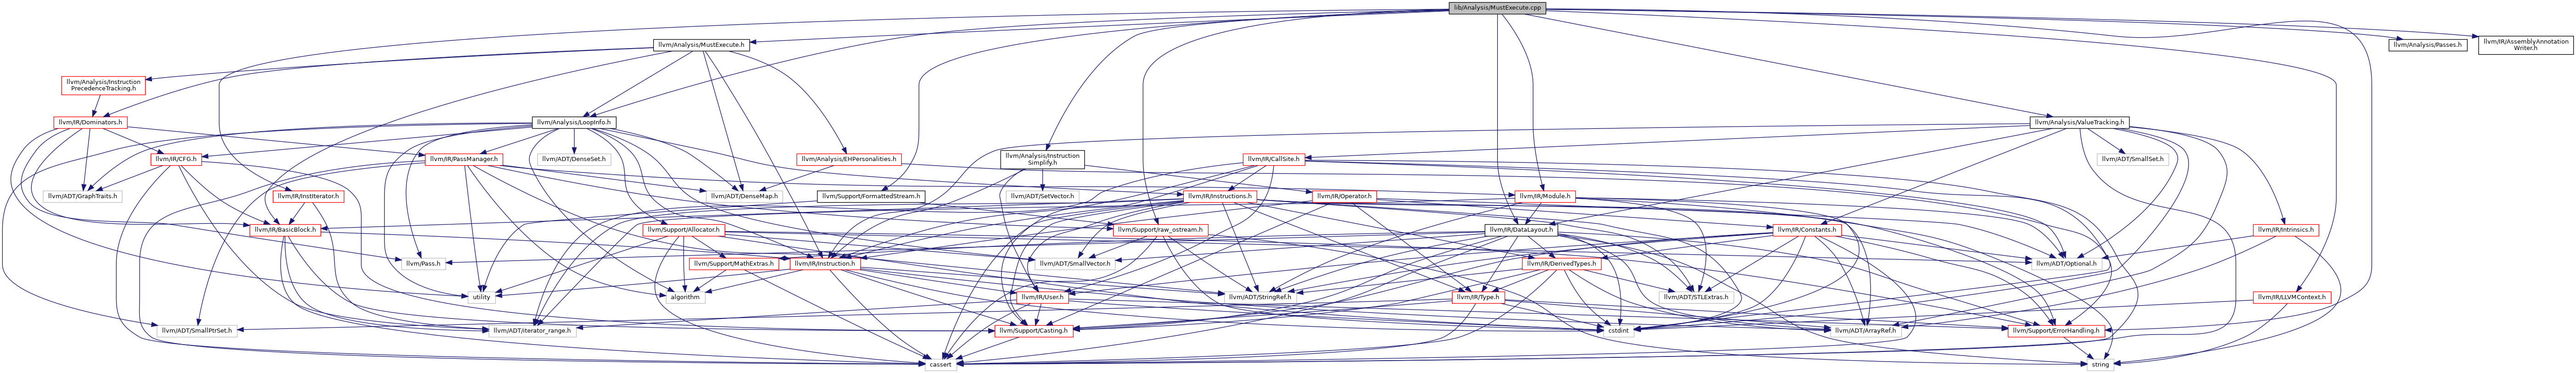 lib/Analysis/MustExecute.cpp
llvm/Analysis/MustExecute.h
llvm/Analysis/Passes.h
llvm/IR/AssemblyAnnotation
Writer.h
llvm/Analysis/Instruction
PrecedenceTracking.h
llvm/IR/Dominators.h
llvm/Analysis/LoopInfo.h
llvm/Analysis/ValueTracking.h
llvm/IR/CFG.h
llvm/IR/PassManager.h
llvm/ADT/DenseSet.h
llvm/Analysis/EHPersonalities.h
llvm/Analysis/Instruction
Simplify.h
llvm/IR/CallSite.h
llvm/ADT/SmallSet.h
llvm/ADT/GraphTraits.h
llvm/IR/InstIterator.h
llvm/ADT/DenseMap.h
llvm/Support/FormattedStream.h
llvm/ADT/SetVector.h
llvm/IR/Instructions.h
llvm/IR/Operator.h
llvm/IR/Module.h
llvm/IR/BasicBlock.h
llvm/Support/Allocator.h
llvm/Support/raw_ostream.h
llvm/IR/DataLayout.h
llvm/IR/Constants.h
llvm/IR/Intrinsics.h
llvm/Pass.h
llvm/Support/MathExtras.h
llvm/IR/Instruction.h
llvm/ADT/SmallVector.h
llvm/IR/DerivedTypes.h
llvm/ADT/Optional.h
utility
algorithm
llvm/IR/User.h
llvm/ADT/StringRef.h
llvm/IR/Type.h
llvm/ADT/STLExtras.h
llvm/IR/LLVMContext.h
llvm/ADT/SmallPtrSet.h
llvm/ADT/iterator_range.h
llvm/Support/Casting.h
cstdint
llvm/ADT/ArrayRef.h
llvm/Support/ErrorHandling.h
cassert
string